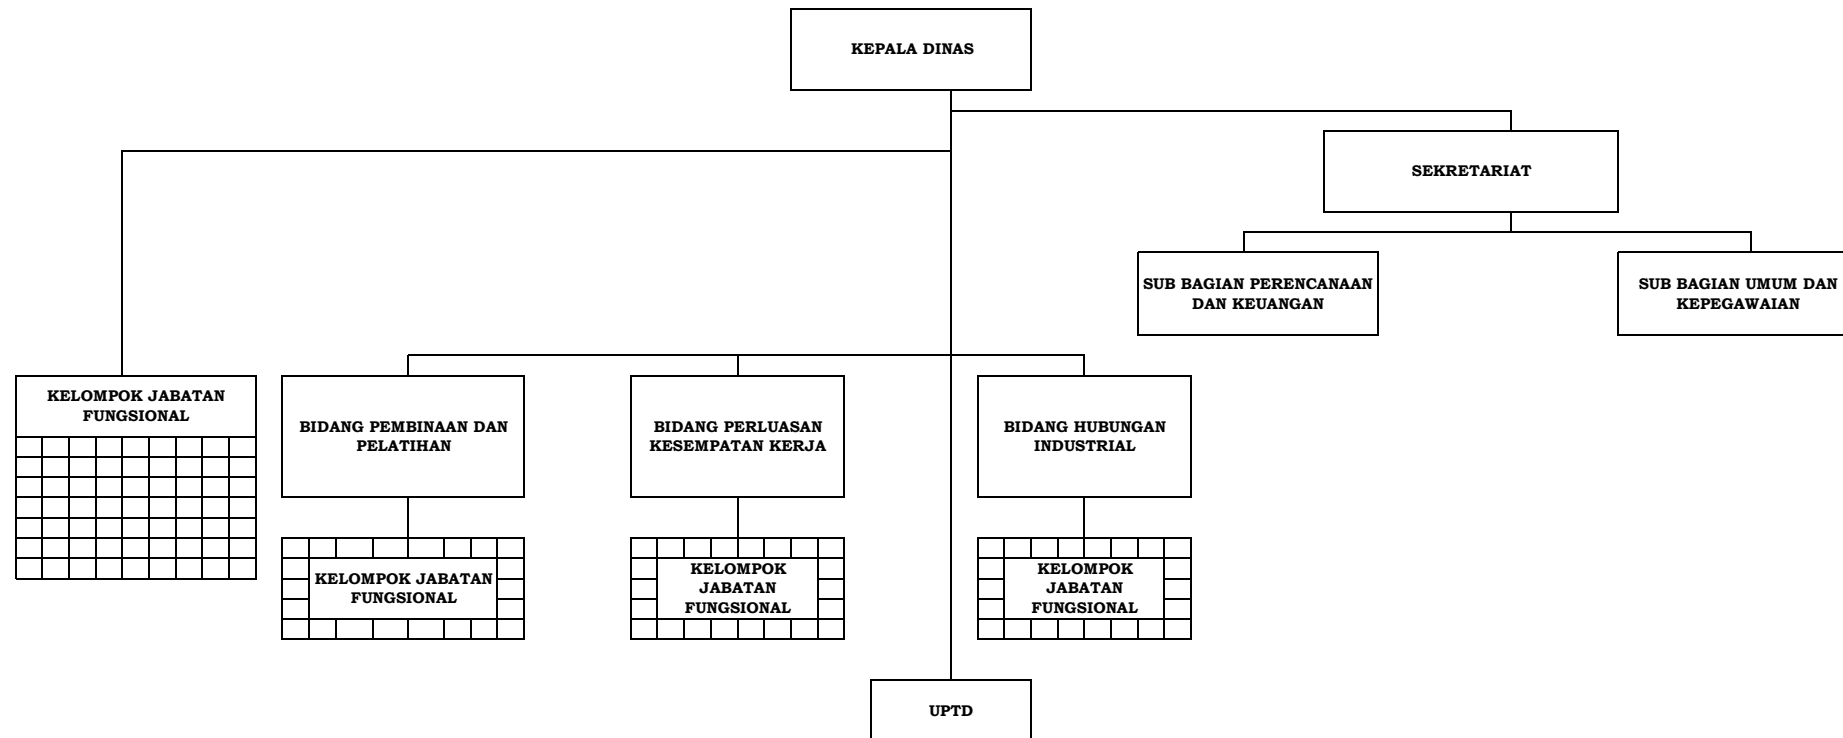 KEPALA DINAS
SEKRETARIAT
SUB BAGIAN PERENCANAAN
DAN KEUANGAN
SUB BAGIAN UMUM DAN
KEPEGAWAIAN
KELOMPOK JABATAN
FUNGSIONAL
BIDANG PEMBINAAN DAN
PELATIHAN
BIDANG PERLUASAN
KESEMPATAN KERJA
BIDANG HUBUNGAN
INDUSTRIAL
KELOMPOK JABATAN
FUNGSIONAL
KELOMPOK
JABATAN
FUNGSIONAL
KELOMPOK
JABATAN
FUNGSIONAL
UPTD